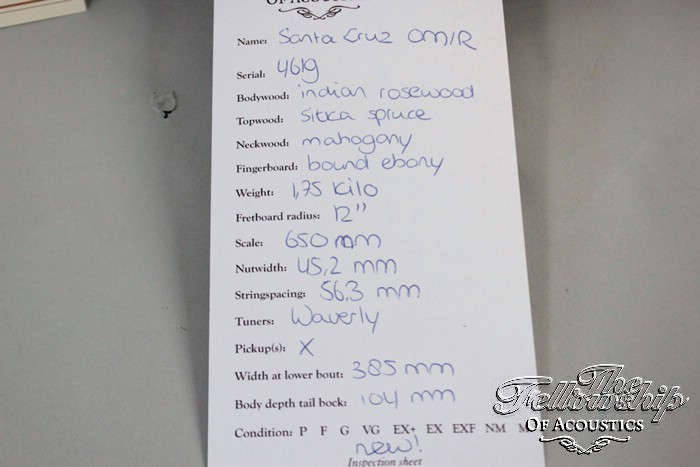 OF ACOUSTICS
Name: Santa Cruz OM/R
Serial: 4619
Bodywood: indian rosewood
Topwood: sitka spruce
Neckwood: mahogany
Fingerboard: bound ebony
Weight: 1,75 kilo
Fretboard radius: 12"
Scale: 650 mm
Nutwidth: 45,2 mm
Stringspacing: 56.3 mm
Tuners: Waverly
Pickup(s): X
Width at lower bout: 385 mm
Body depth tail bock: 104 mm
Condition: P F G VG EX+ EX EXF NM M
new!
Inspection sheet
The
Fellowship
OF ACOUSTICS